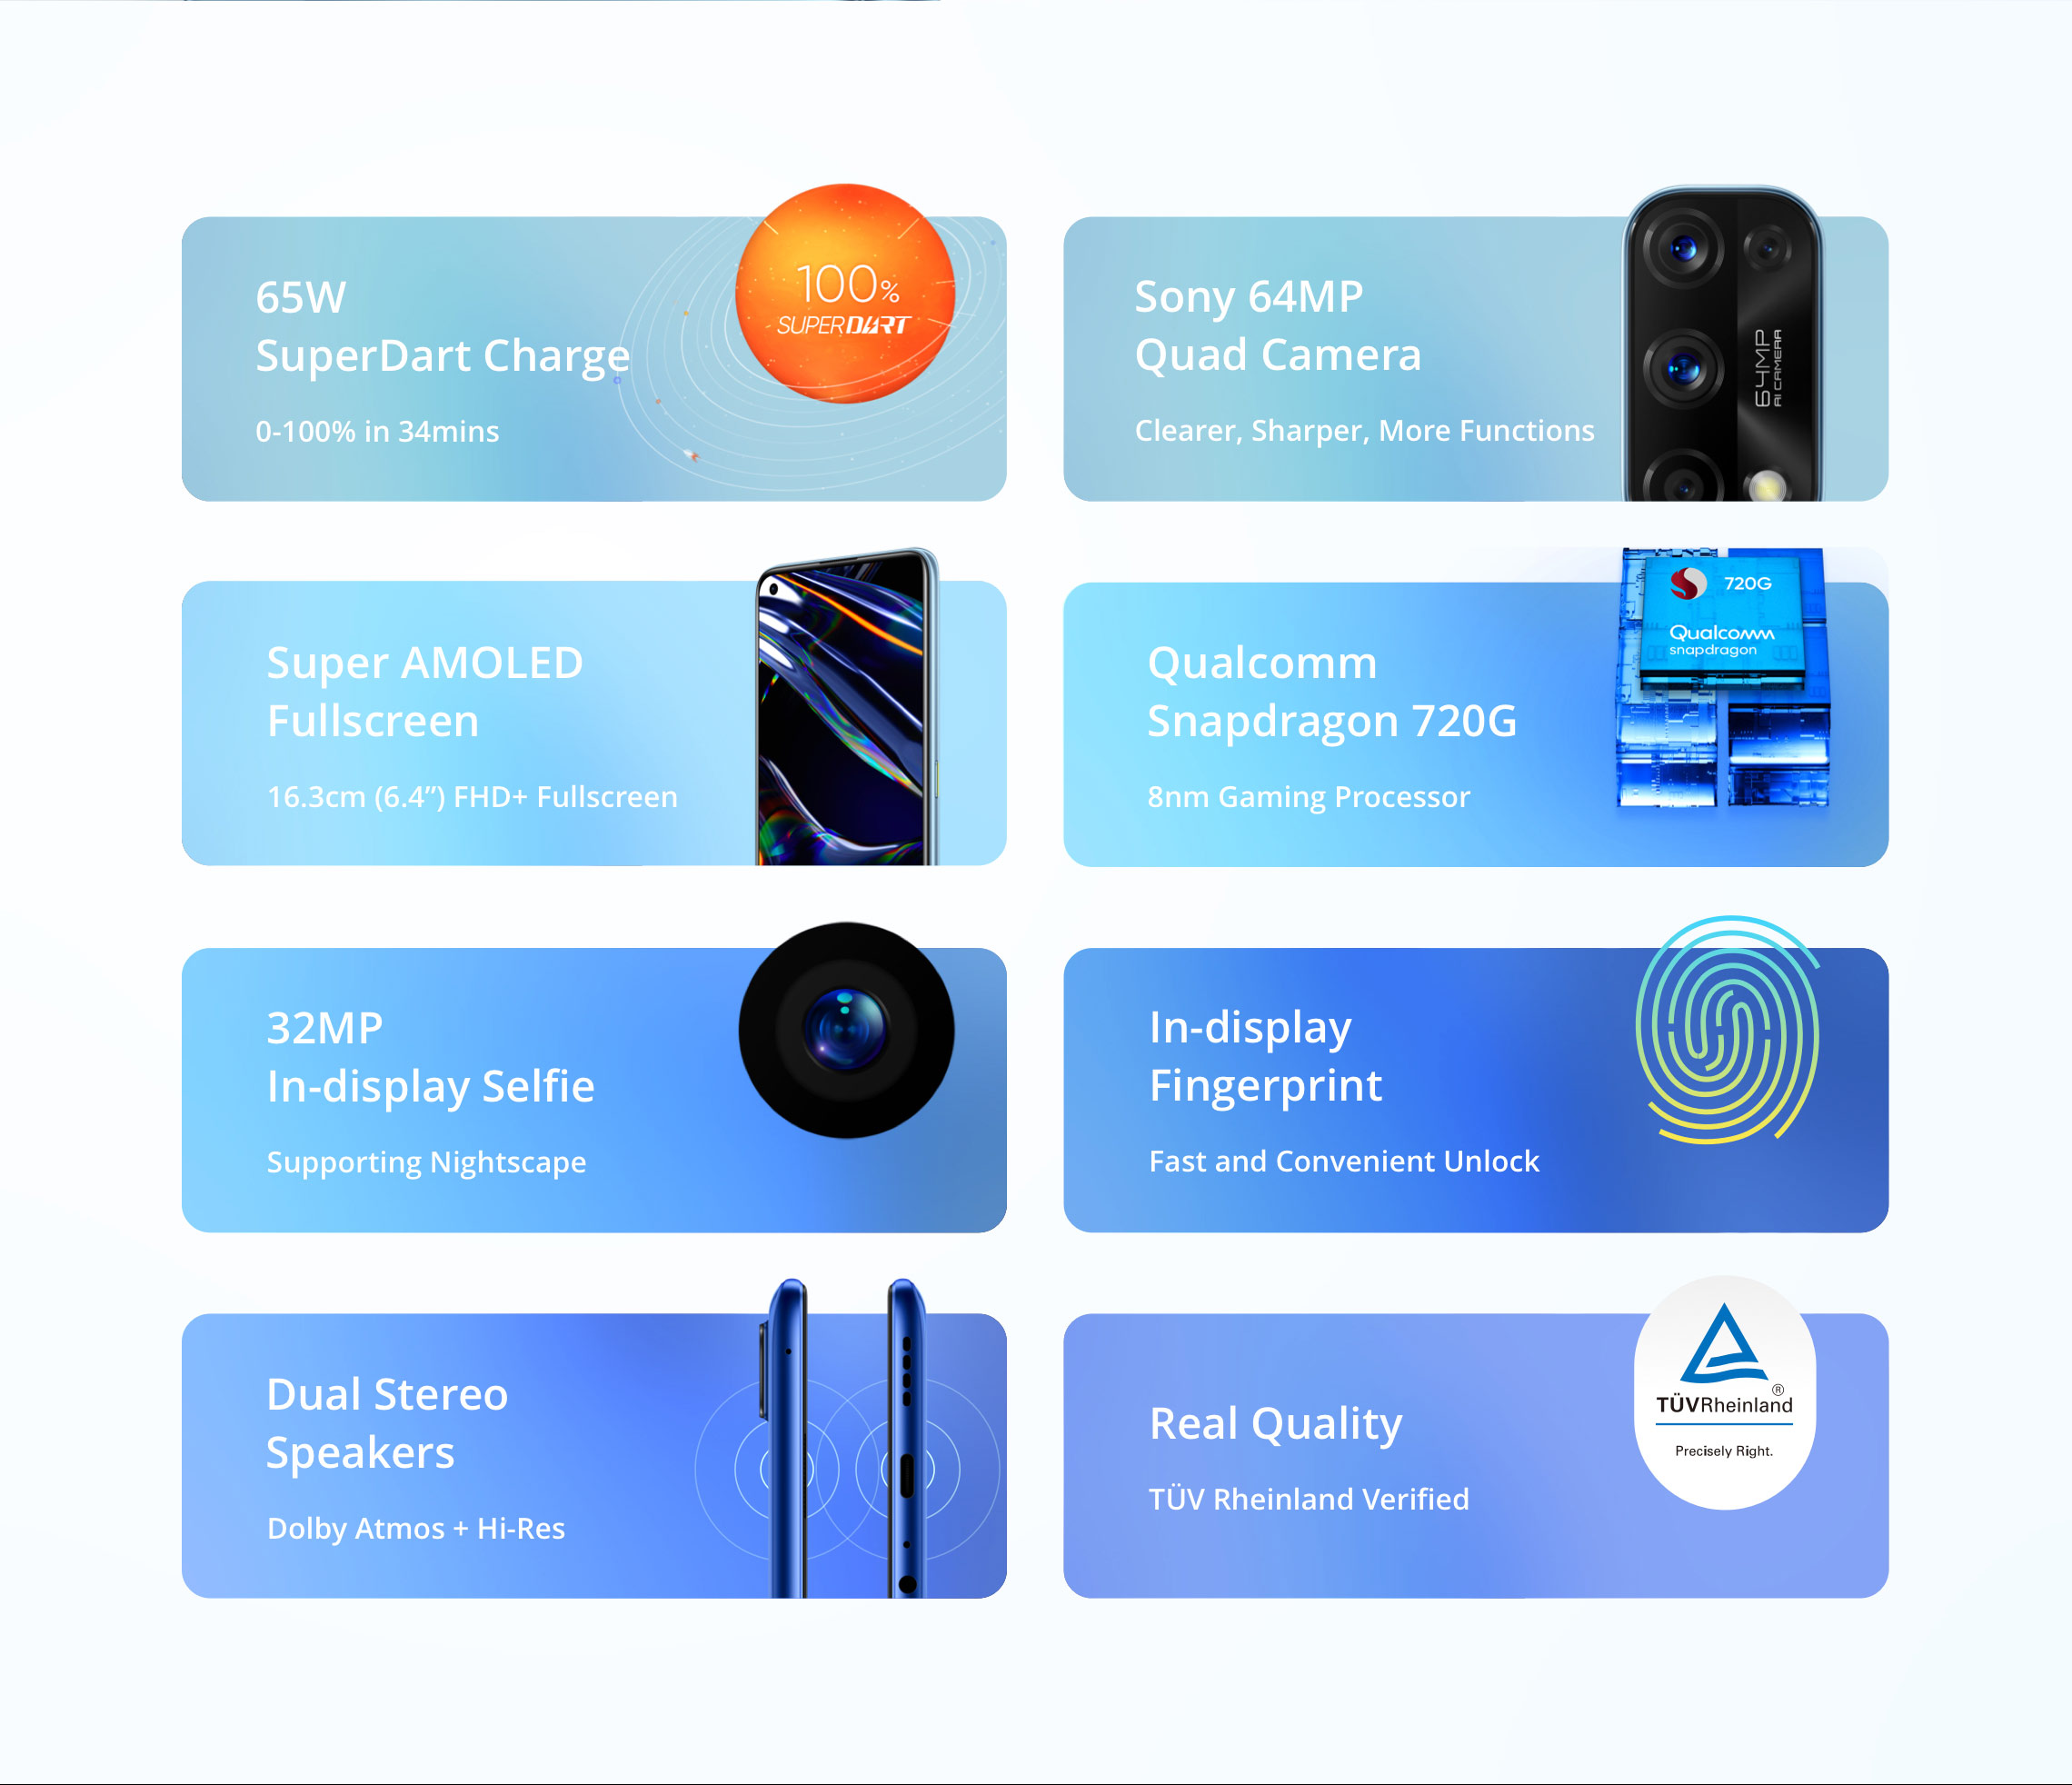 65W
SuperDart Charge
0-100% in 34mins
100%
SUPERDART
Sony 64MP
Quad Camera
Clearer, Sharper, More Functions
64MP
AI CAMERA
Super AMOLED
Fullscreen
16.3cm (6.4”) FHD+ Fullscreen
Qualcomm
Snapdragon 720G
8nm Gaming Processor
720G
Qualcomm
snapdragon
32MP
In-display Selfie
Supporting Nightscape
In-display
Fingerprint
Fast and Convenient Unlock
Dual Stereo
Speakers
Dolby Atmos + Hi-Res
Real Quality
TÜV Rheinland Verified
®
TÜVRheinland
Precisely Right.